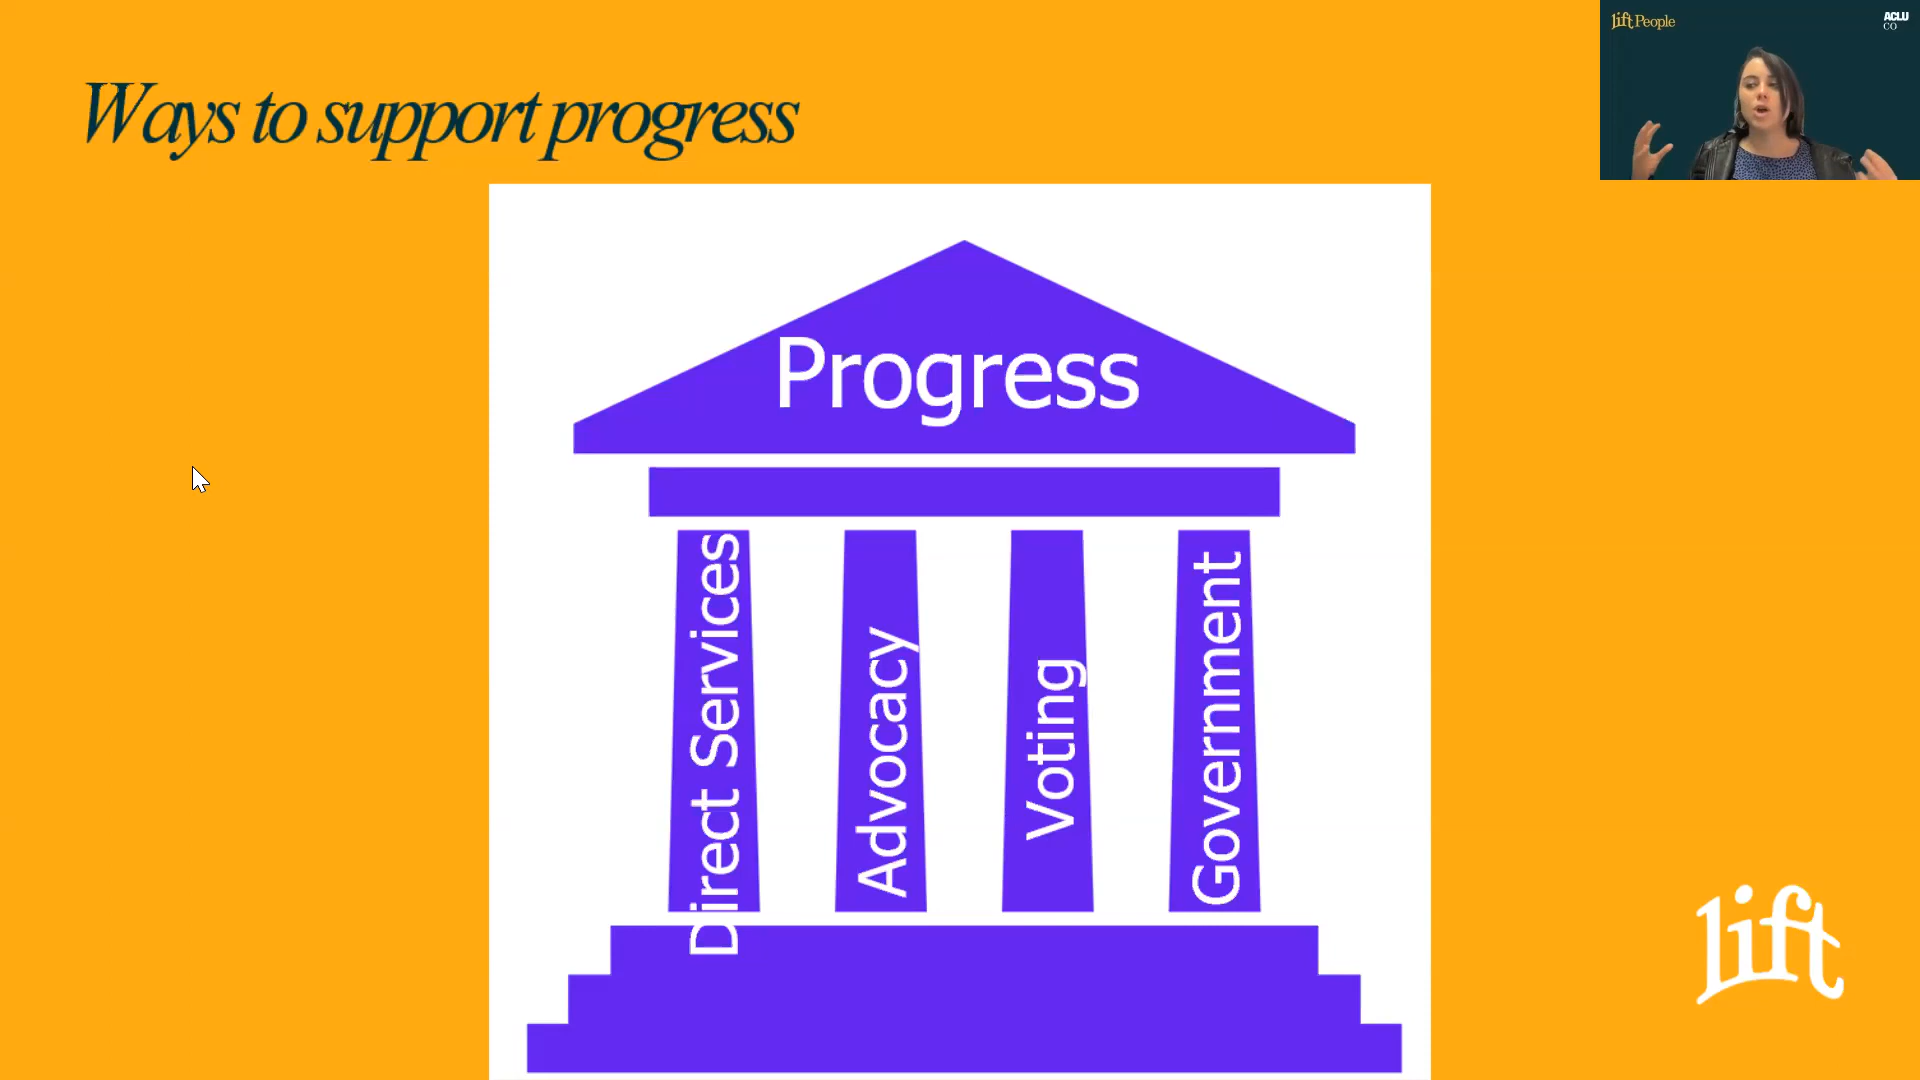 Ways to support progress
lift People
ACLU
CO
Progress
Direct Services
Advocacy
Voting
Government
lift